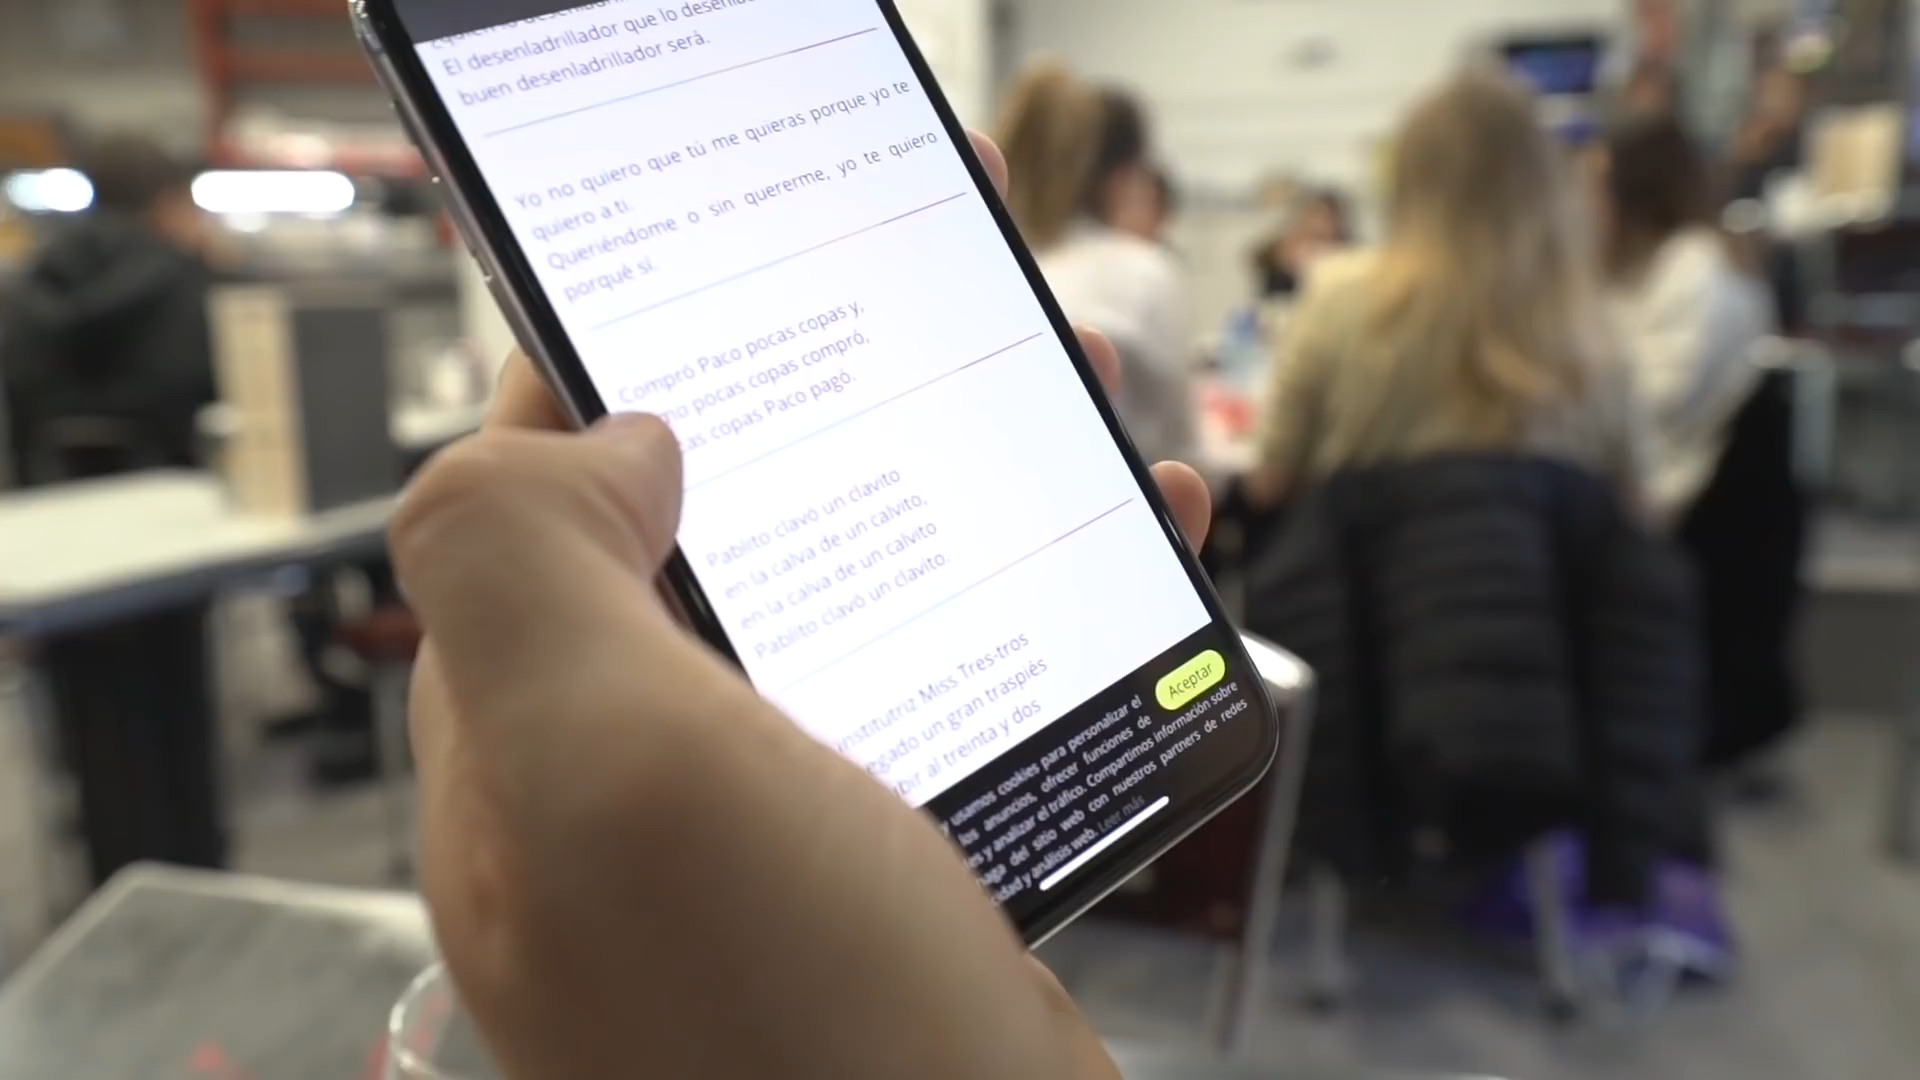 El desenladrillador que lo
buen desenladrillador será.
Yo no quiero que tú me quieras porque yo te
quiero a ti.
Queriéndome o sin quererme, yo te quiero
porqué sí.
Compró Paco pocas copas y,
pocas copas compró,
copas Paco pagó.
Pablito clavó un clavito
en la calva de un calvito,
en la calva de un calvito
Pablito clavó un clavito.
Miss Tres-tros
un gran traspiés
al treinta y dos
Aceptar
usamos cookies para personalizar el
los anuncios, ofrecer funciones de
y analizar el tráfico. Compartimos información sobre
del sitio web con nuestros partners de redes
y análisis web. Leer más